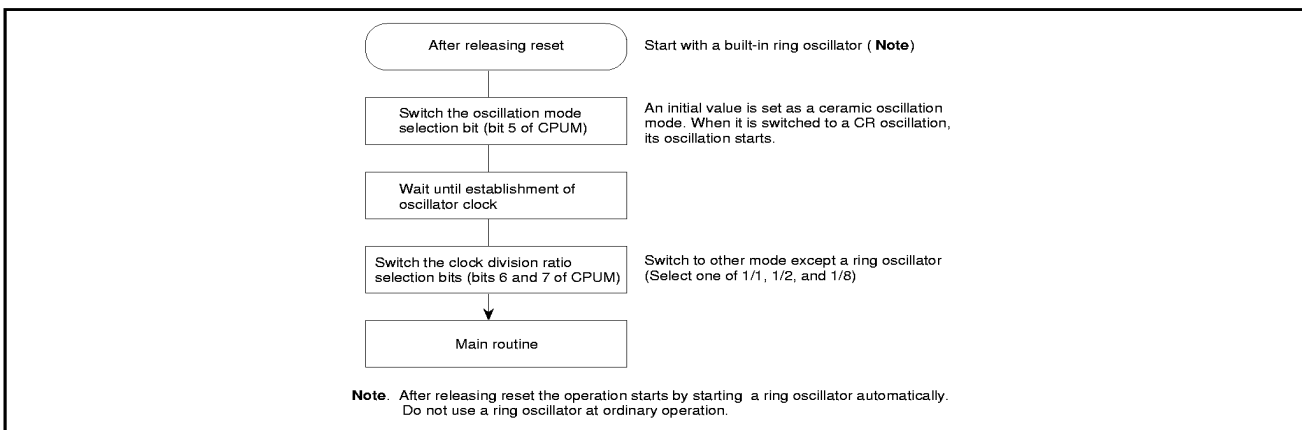 After releasing reset
Start with a built-in ring oscillator ( Note)
Switch the oscillation mode
selection bit (bit 5 of CPUM)
An initial value is set as a ceramic oscillation
mode. When it is switched to a CR oscillation,
its oscillation starts.
Wait until establishment of
oscillator clock
Switch the clock division ratio
selection bits (bits 6 and 7 of CPUM)
Switch to other mode except a ring oscillator
(Select one of 1/1, 1/2, and 1/8)
Main routine
Note. After releasing reset the operation starts by starting a ring oscillator automatically.
Do not use a ring oscillator at ordinary operation.